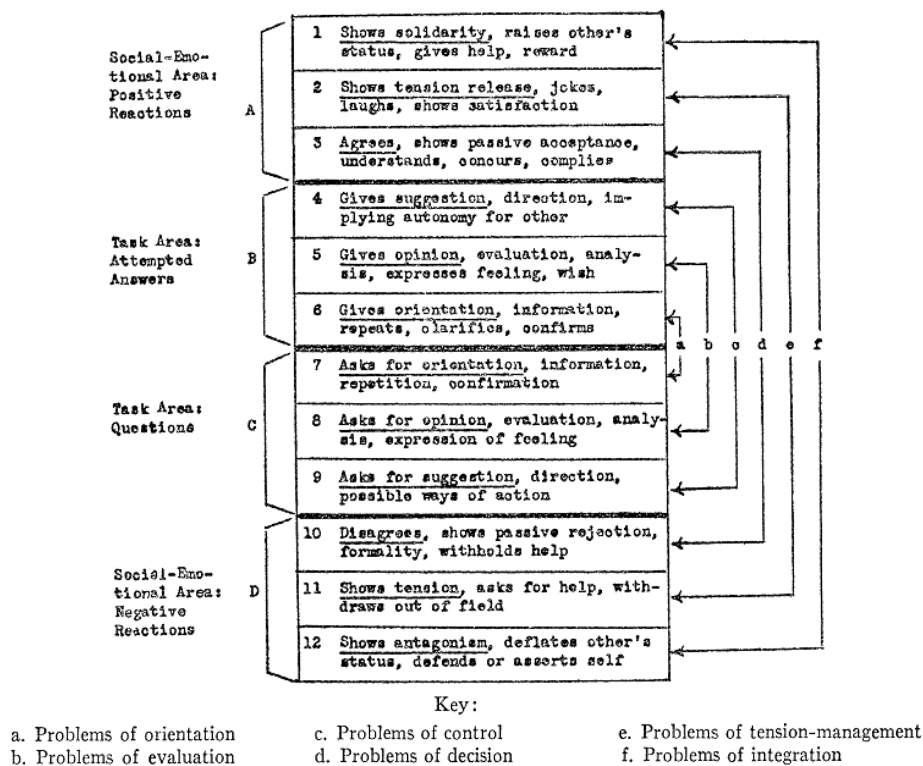 Social-Emo-
tional Area:
Positive
Reactions
A
1 Shows solidarity, raises other's
status, gives help, reward
2 Shows tension release, jokes,
laughs, shows satisfaction
3 Agrees, shows passive acceptance,
understands, concurs, complies
Task Area:
Attempted
Answers
B
4 Gives suggestion, direction, im-
plying autonomy for other
5 Gives opinion, evaluation, analy-
sis, expresses feeling, wish
6 Gives orientation, information,
repeats, clarifies, confirms
a b c d e f
Task Area:
Questions
C
7 Asks for orientation, information,
repetition, confirmation
8 Asks for opinion, evaluation, analy-
sis, expression of feeling
9 Asks for suggestion, direction,
possible ways of action
Social-Emo-
tional Area:
Negative
Reactions
D
10 Disagrees, shows passive rejection,
formality, withholds help
11 Shows tension, asks for help, with-
draws out of field
12 Shows antagonism, deflates other's
status, defends or asserts self
Key:
a. Problems of orientation
b. Problems of evaluation
c. Problems of control
d. Problems of decision
e. Problems of tension-management
f. Problems of integration